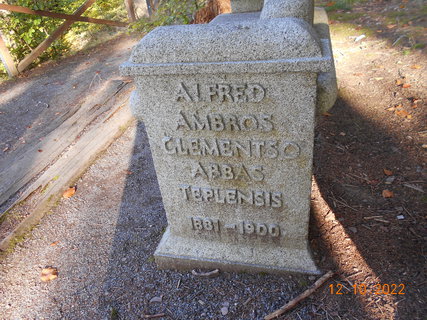 ALFRED
AMBROS
CLEMENTSO
ABBAS
TEPLENSIS
1881-1900
12 10 2022